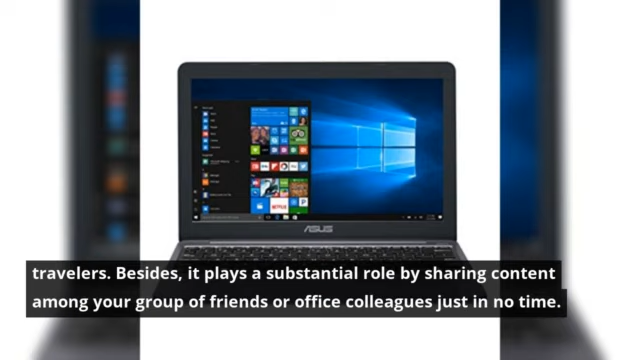 ASUS
travelers. Besides, it plays a substantial role by sharing content
among your group of friends or office colleagues just in no time.